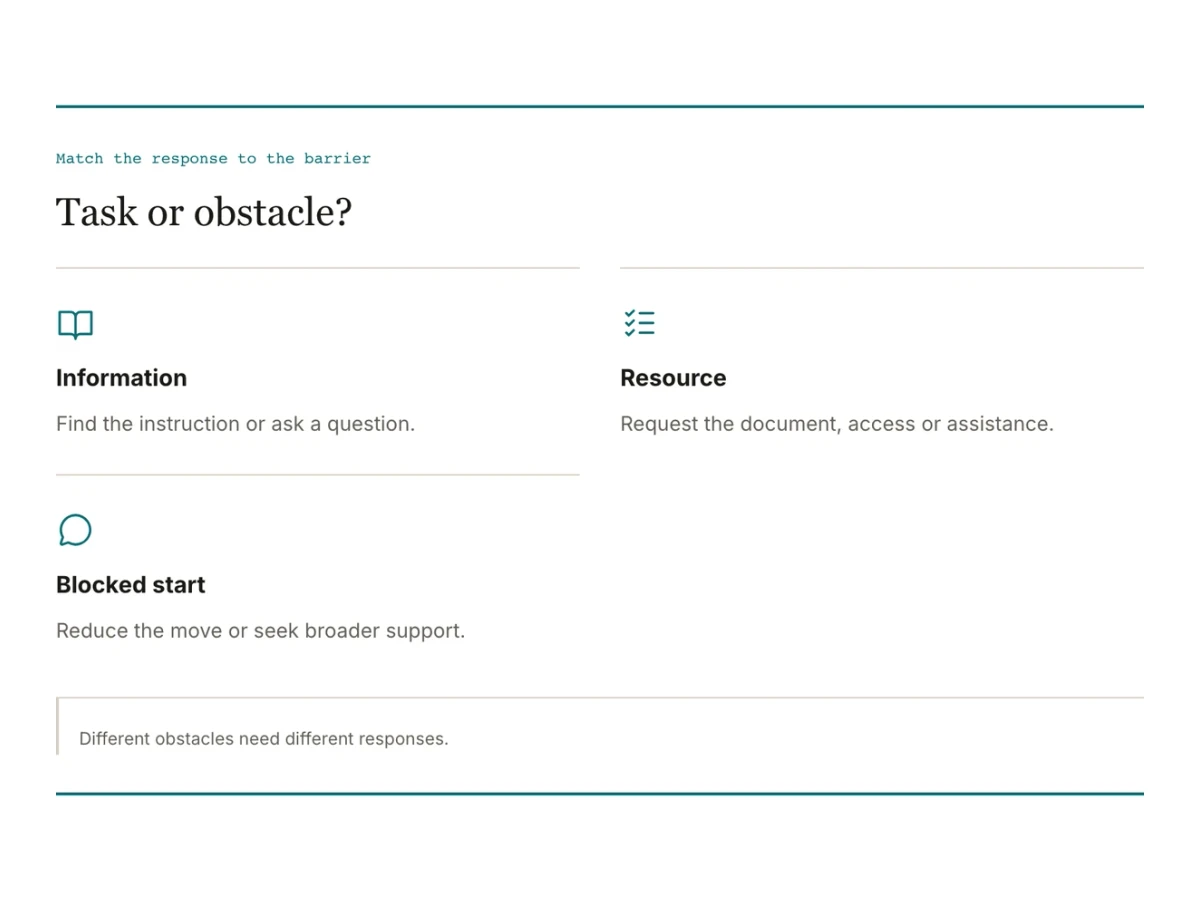 Match the response to the barrier
Task or obstacle?
Information
Find the instruction or ask a question.
Resource
Request the document, access or assistance.
Blocked start
Reduce the move or seek broader support.
Different obstacles need different responses.